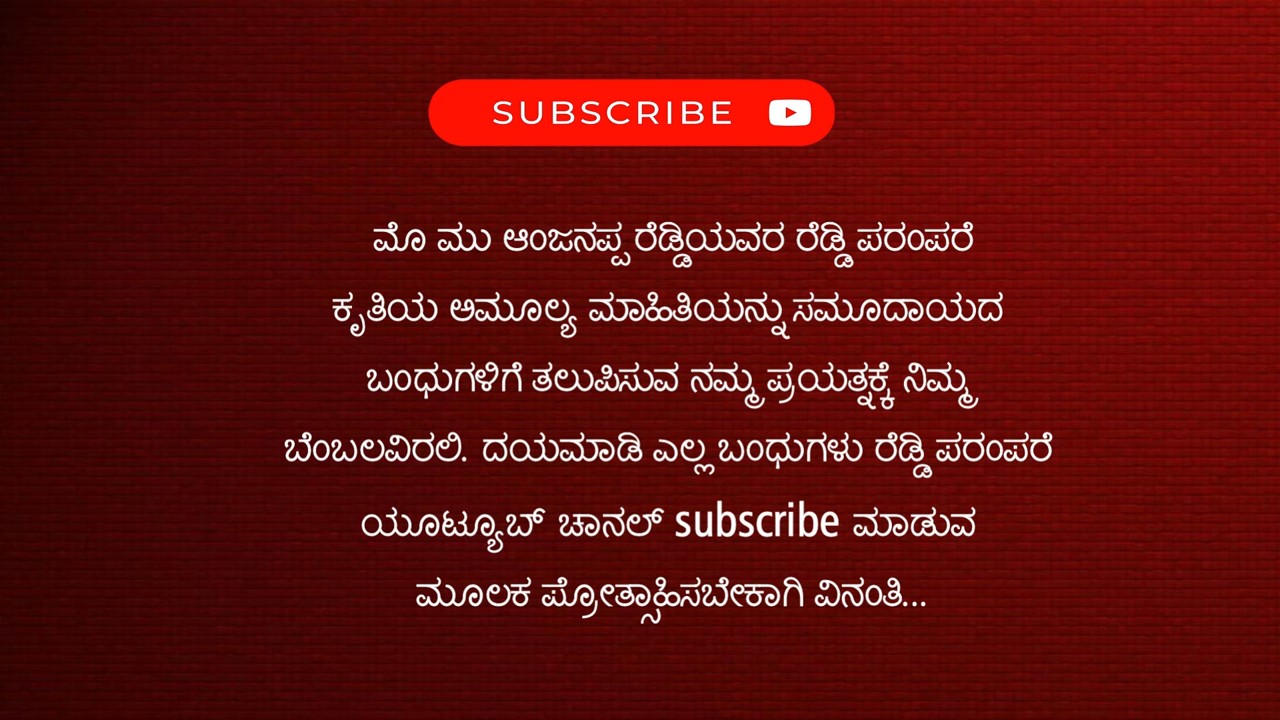 SUBSCRIBE
ಮೊ ಮು ಆಂಜನಪ್ಪ ರೆಡ್ಡಿಯವರ ರೆಡ್ಡಿ ಪರಂಪರೆ
ಕೃತಿಯ ಅಮೂಲ್ಯ ಮಾಹಿತಿಯನ್ನು ಸಮೂದಾಯದ
ಬಂಧುಗಳಿಗೆ ತಲುಪಿಸುವ ನಮ್ಮ ಪ್ರಯತ್ನಕ್ಕೆ ನಿಮ್ಮ
ಬೆಂಬಲವಿರಲಿ. ದಯಮಾಡಿ ಎಲ್ಲ ಬಂಧುಗಳು ರೆಡ್ಡಿ ಪರಂಪರೆ
ಯೂಟ್ಯೂಬ್ ಚಾನಲ್ subscribe ಮಾಡುವ
ಮೂಲಕ ಪ್ರೋತ್ಸಾಹಿಸಬೇಕಾಗಿ ವಿನಂತಿ...